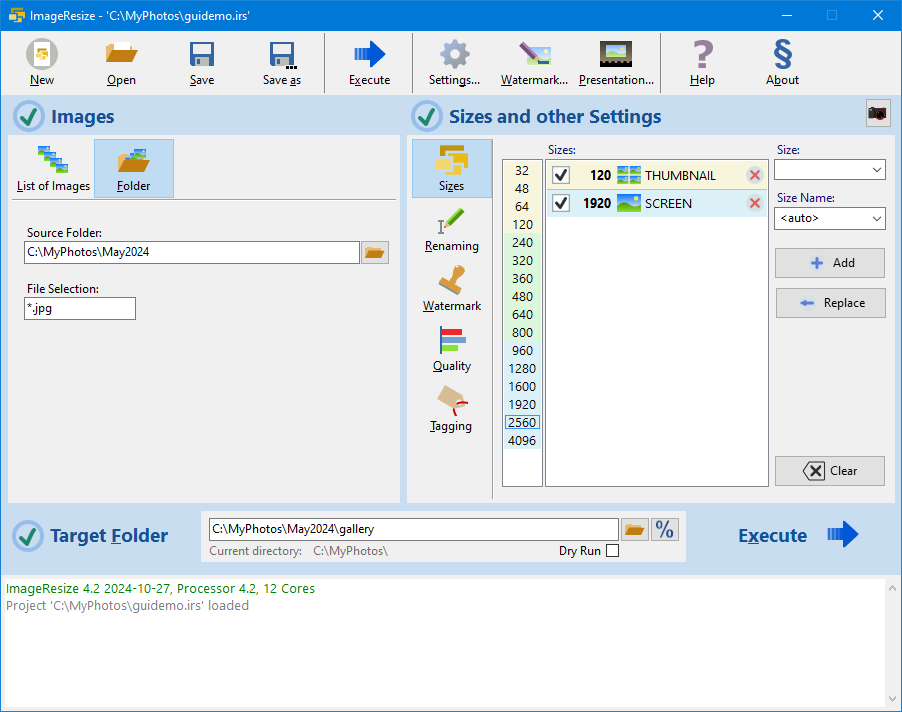 ImageResize - 'C:\MyPhotos\guidemo.irs'
New Open Save Save as Execute Settings... Watermark... Presentation... Help About
Images
List of Images Folder
Source Folder:
C:\MyPhotos\May2024
File Selection:
*.jpg
Sizes and other Settings
Sizes
Renaming
Watermark
Quality
Tagging
32
48
64
120
240
320
360
480
640
800
960
1280
1600
1920
2560
4096
Sizes:
120 THUMBNAIL
1920 SCREEN
Size:
Size Name:
<auto>
Add
Replace
Clear
Target Folder
C:\MyPhotos\May2024\gallery
%
Current directory: C:\MyPhotos\
Dry Run
Execute
ImageResize 4.2 2024-10-27, Processor 4.2, 12 Cores
Project 'C:\MyPhotos\guidemo.irs' loaded